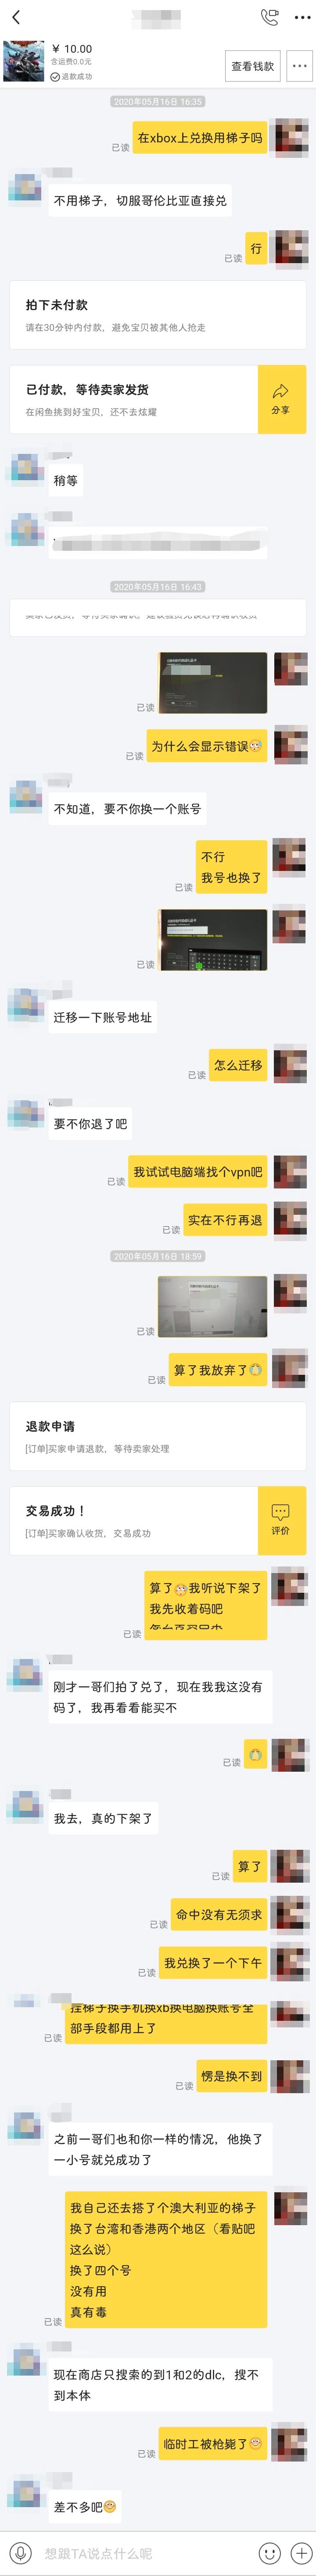 ¥ 10.00
含运费0.0元
退款成功
查看钱款
2020年05月16日 16:35
在xbox上兑换用梯子吗
已读
不用梯子，切服哥伦比亚直接兑
行
已读
拍下未付款
请在30分钟内付款，避免宝贝被其他人抢走
已付款，等待卖家发货
在闲鱼挑到好宝贝，还不去炫耀
分享
稍等
2020年05月16日 16:43
已读
为什么会显示错误
已读
不知道，要不你换一个账号
不行
我号也换了
已读
已读
迁移一下账号地址
怎么迁移
已读
要不你退了吧
我试试电脑端找个vpn吧
已读
实在不行再退
已读
2020年05月16日 18:59
已读
算了我放弃了
已读
退款申请
[订单]买家申请退款，等待卖家处理
交易成功！
[订单]买家确认收货，交易成功
评价
算了我听说下架了
我先收着码吧
已读
刚才一哥们拍了兑了，现在我我这没有
码了，我再看看能买不
已读
我去，真的下架了
算了
已读
命中没有无须求
已读
我兑换了一个下午
已读
挂梯子换手机换xb换电脑换账号全
部手段都用上了
已读
愣是换不到
已读
之前一哥们也和你一样的情况，他换了
一小号就兑成功了
我自己还去搭了个澳大利亚的梯子
换了台湾和香港两个地区（看贴吧
这么说）
换了四个号
没有用
真有毒
已读
现在商店只搜索的到1和2的dlc，搜不
到本体
临时工被枪毙了
已读
差不多吧
想跟TA说点什么呢